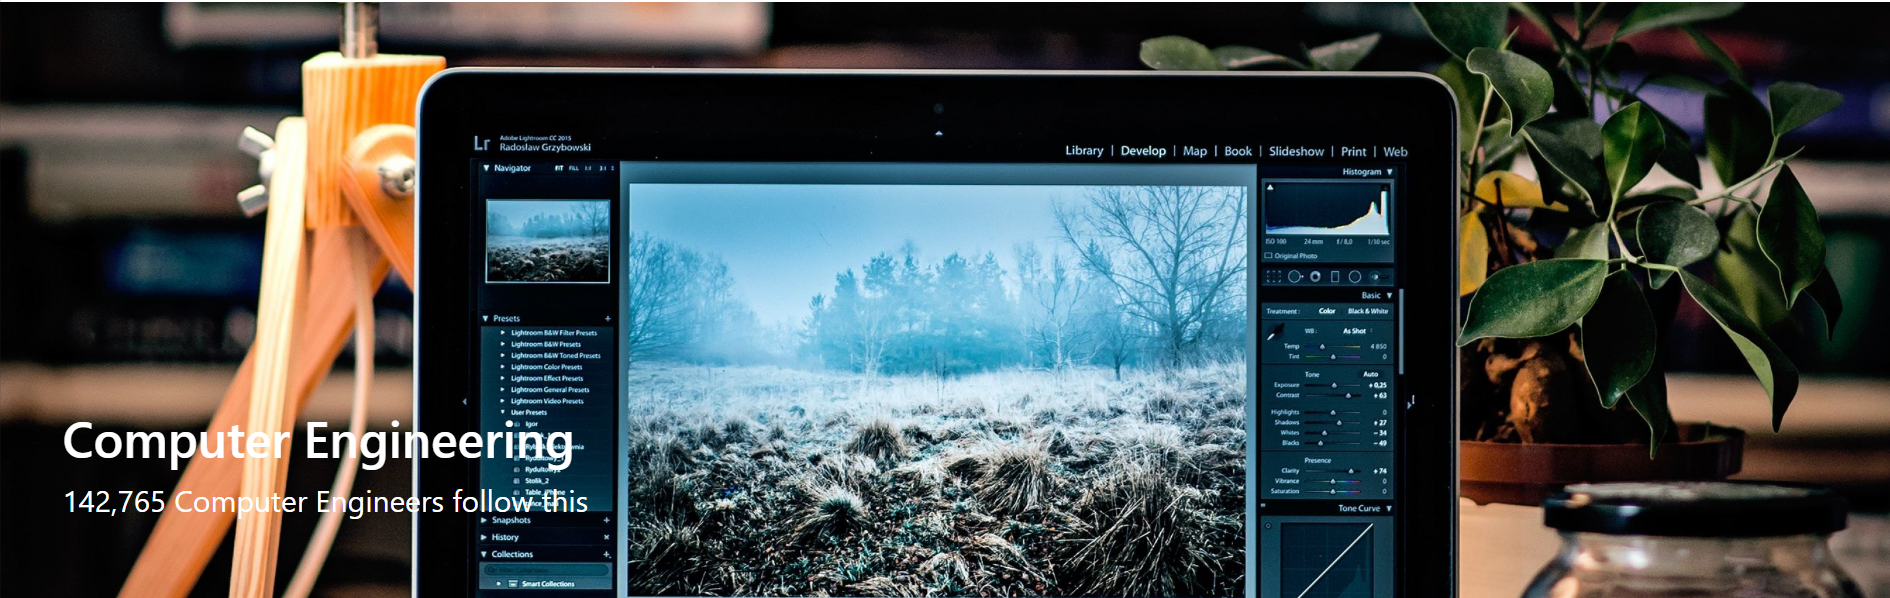 Lr Adobe Lightroom CC 2015
Radosław Grzybowski
Library | Develop | Map | Book | Slideshow | Print | Web
Navigator FIT FILL 1:1 3:1
Presets +
Lightroom B&W Filter Presets
Lightroom B&W Presets
Lightroom B&W Toned Presets
Lightroom Color Presets
Lightroom Effect Presets
Lightroom General Presets
Lightroom Video Presets
User Presets
Igor
Stolik_2
Snapshots +
History ×
Collections +
Smart Collections
Histogram
ISO 100 24 mm f / 8,0 1/10 sec
Original Photo
Basic
Treatment : Color Black & White
WB : As Shot
Temp 4 850
Tint 0
Tone Auto
Exposure + 0,25
Contrast + 63
Highlights 0
Shadows + 27
Whites – 34
Blacks – 49
Presence
Clarity + 74
Vibrance 0
Saturation 0
Tone Curve
Computer Engineering
142,765 Computer Engineers follow this